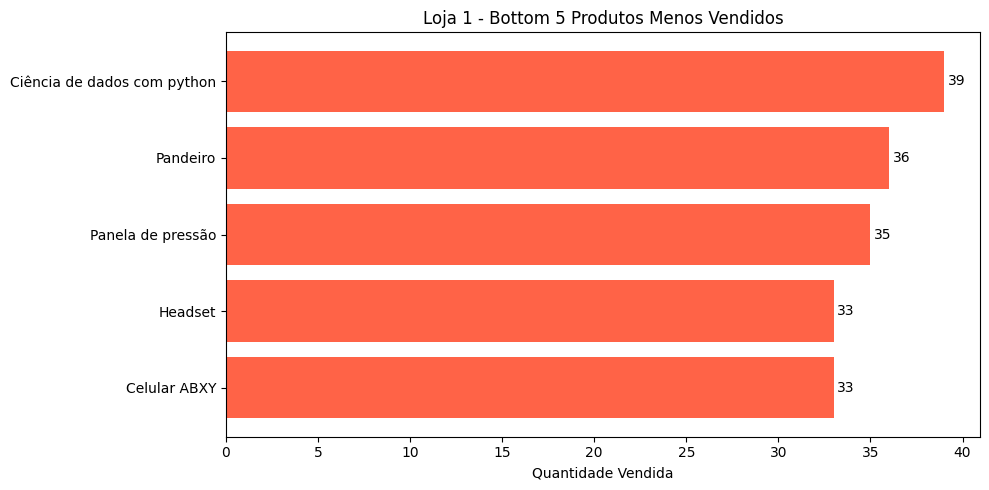 Loja 1 - Bottom 5 Produtos Menos Vendidos
Ciência de dados com python
39
Pandeiro
36
Panela de pressão
35
Headset
33
Celular ABXY
33
0 5 10 15 20 25 30 35 40
Quantidade Vendida